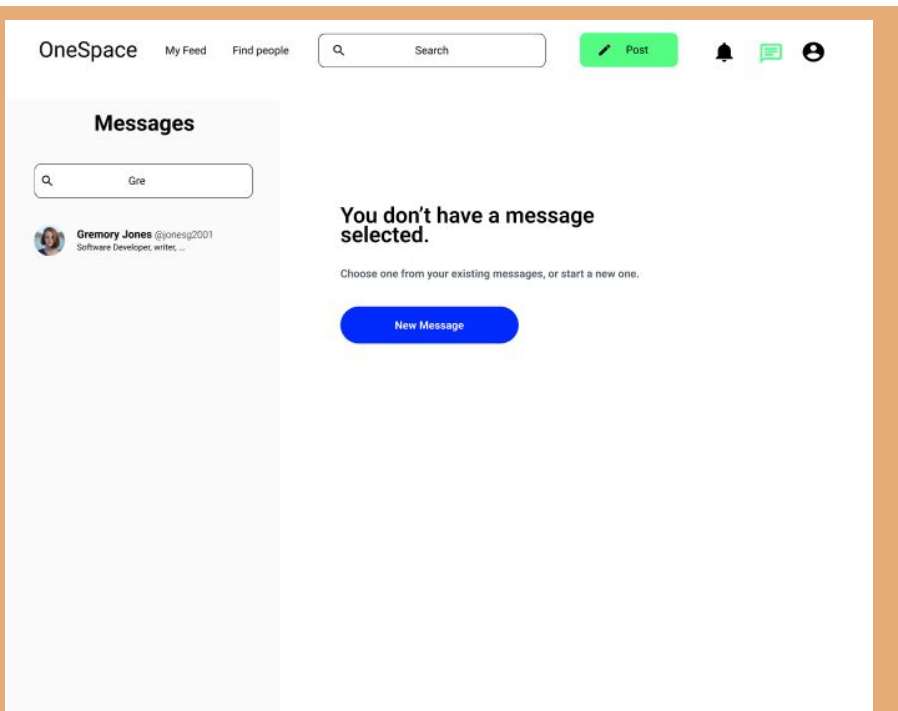 OneSpace My Feed Find people Search Post
Messages
Gre
Gremory Jones @jonesg2001
Software Developer, writer, ...
You don’t have a message
selected.
Choose one from your existing messages, or start a new one.
New Message